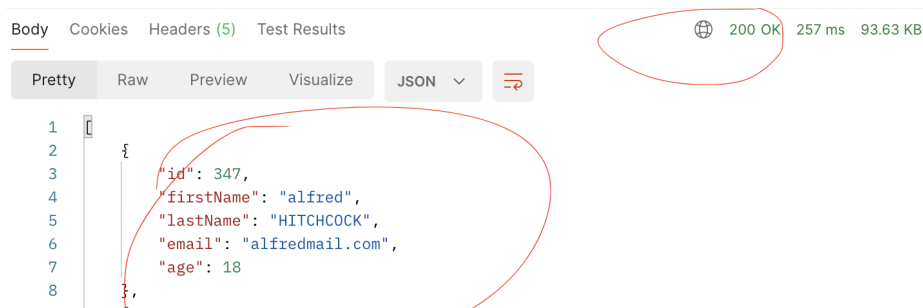 Body Cookies Headers (5) Test Results 200 OK 257 ms 93.63 KB
Pretty Raw Preview Visualize JSON
1 [
2 {
3 "id": 347,
4 "firstName": "alfred",
5 "lastName": "HITCHCOCK",
6 "email": "alfredmail.com",
7 "age": 18
8 },